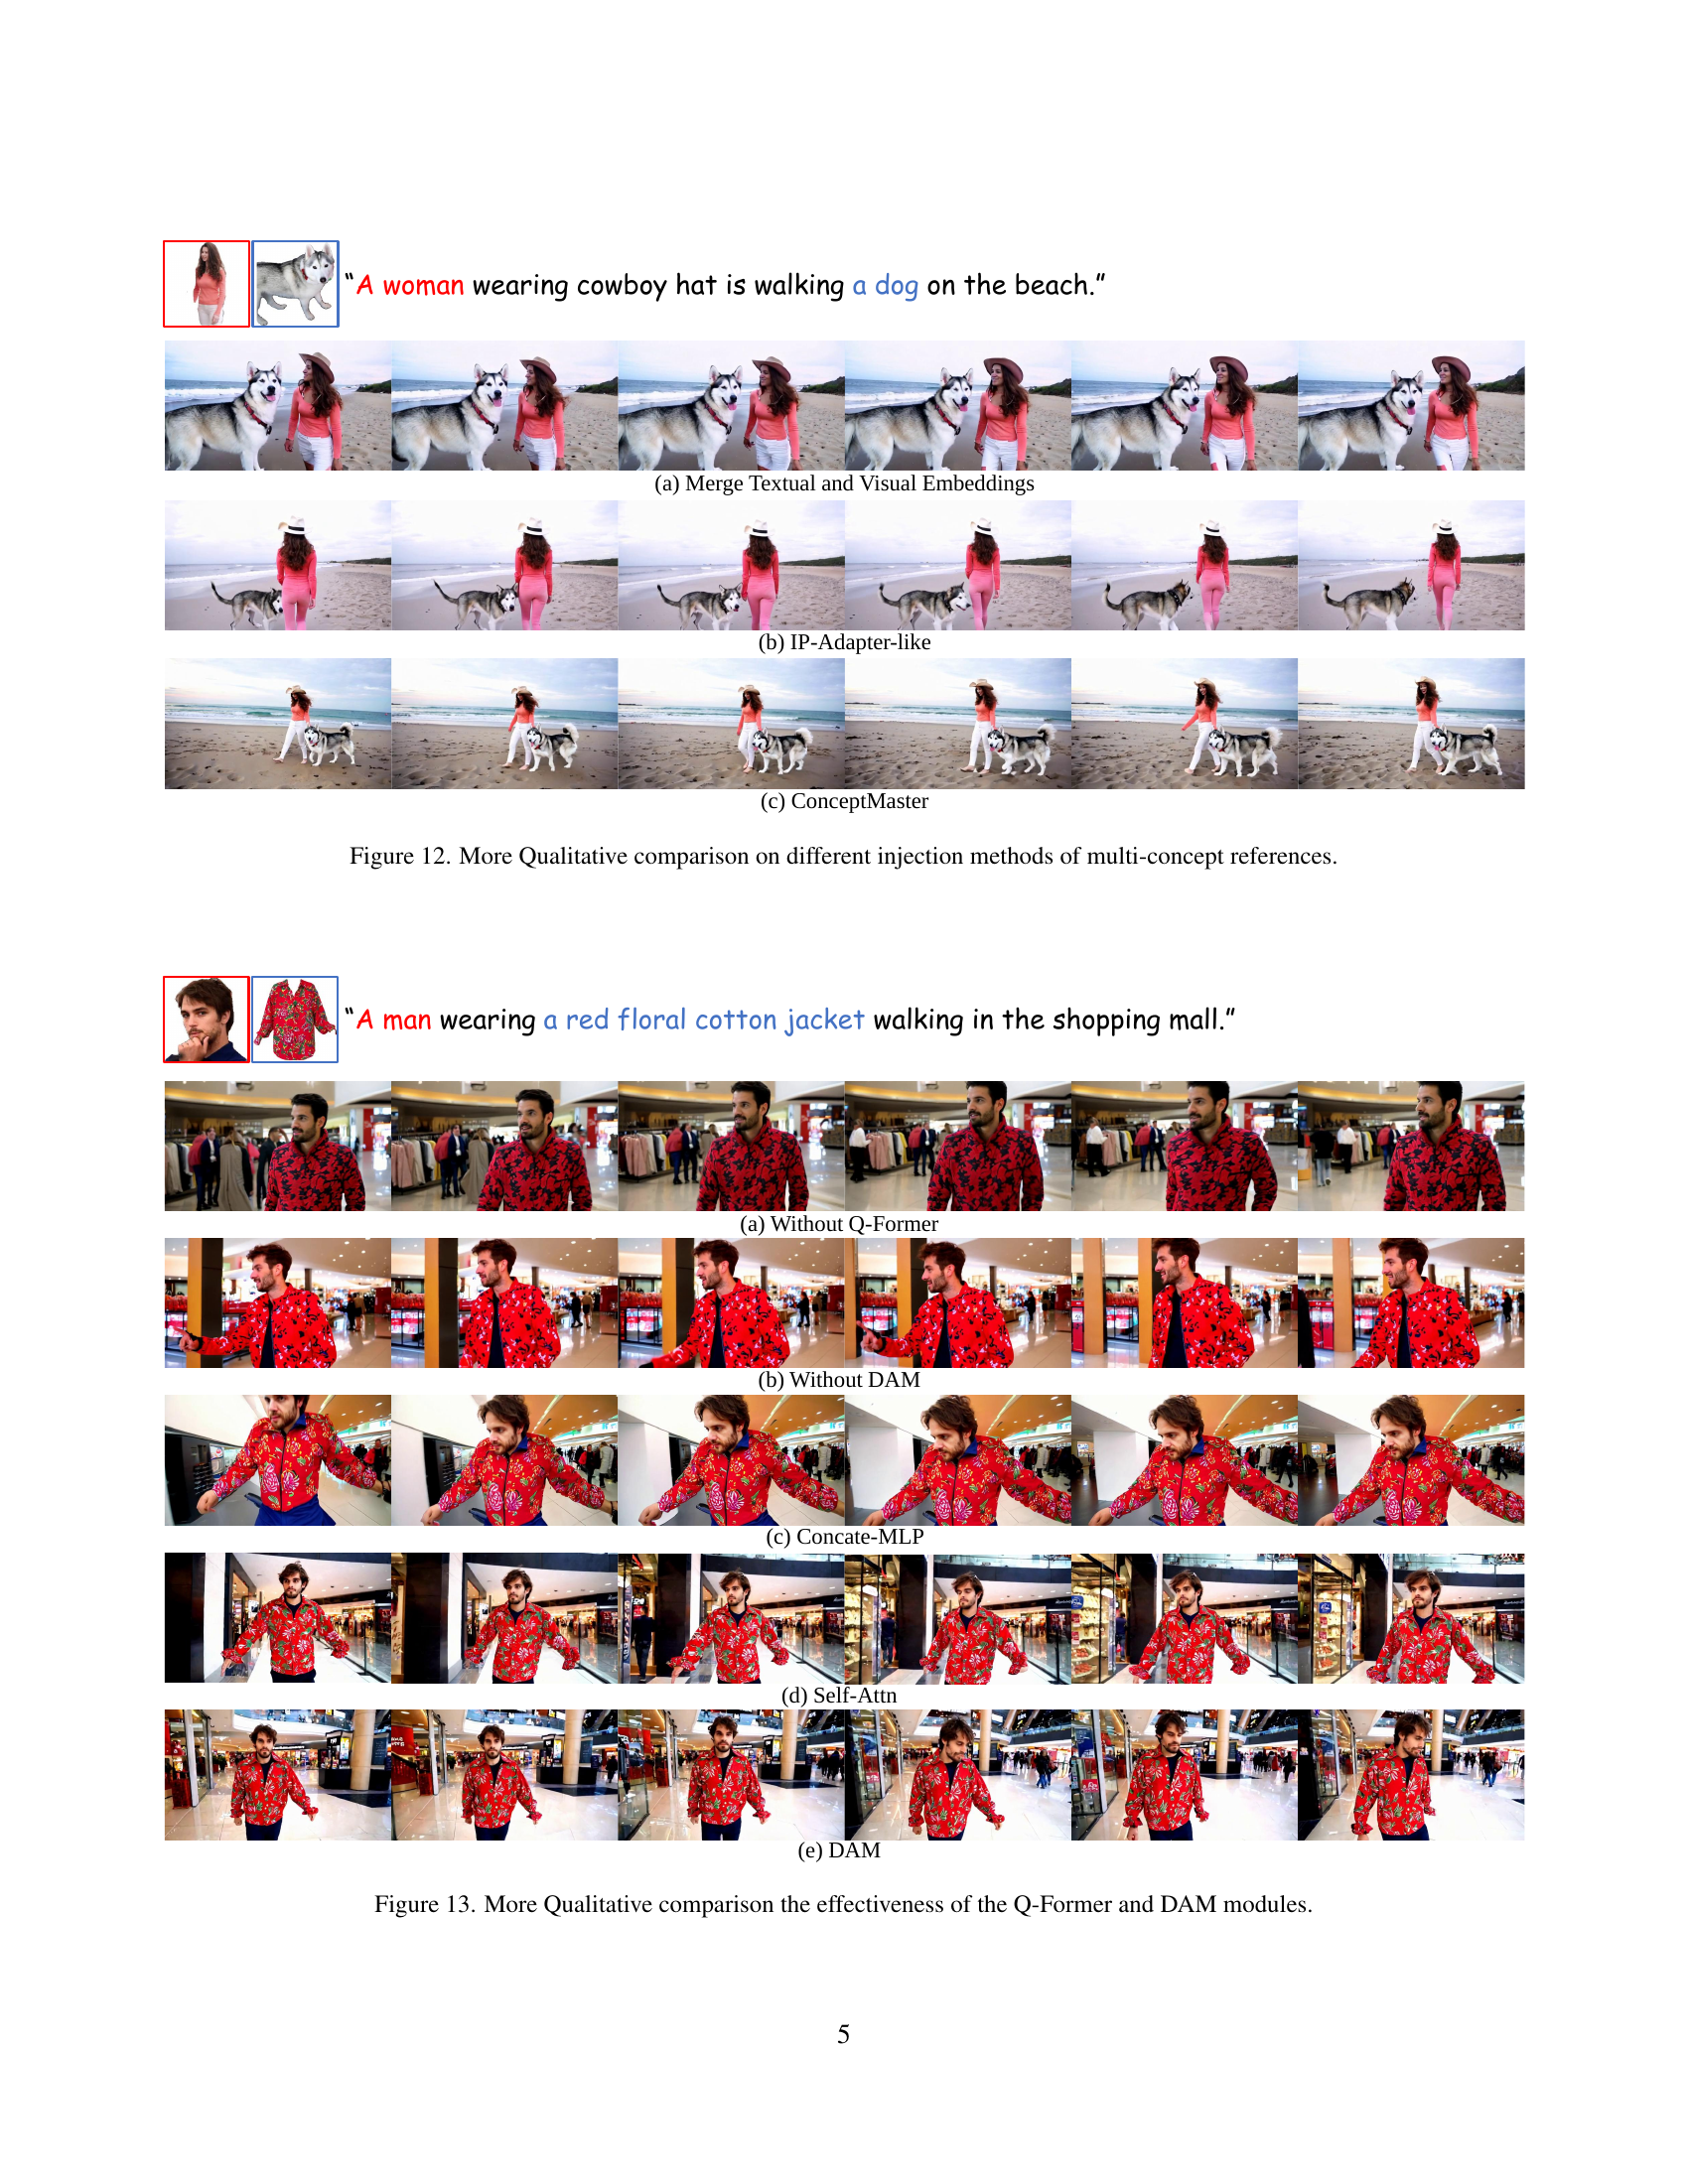 “A woman wearing cowboy hat is walking a dog on the beach.”
(a) Merge Textual and Visual Embeddings
(b) IP-Adapter-like
(c) ConceptMaster
Figure 12. More Qualitative comparison on different injection methods of multi-concept references.
“A man wearing a red floral cotton jacket walking in the shopping mall.”
(a) Without Q-Former
(b) Without DAM
(c) Concate-MLP
(d) Self-Attn
(e) DAM
Figure 13. More Qualitative comparison the effectiveness of the Q-Former and DAM modules.
5